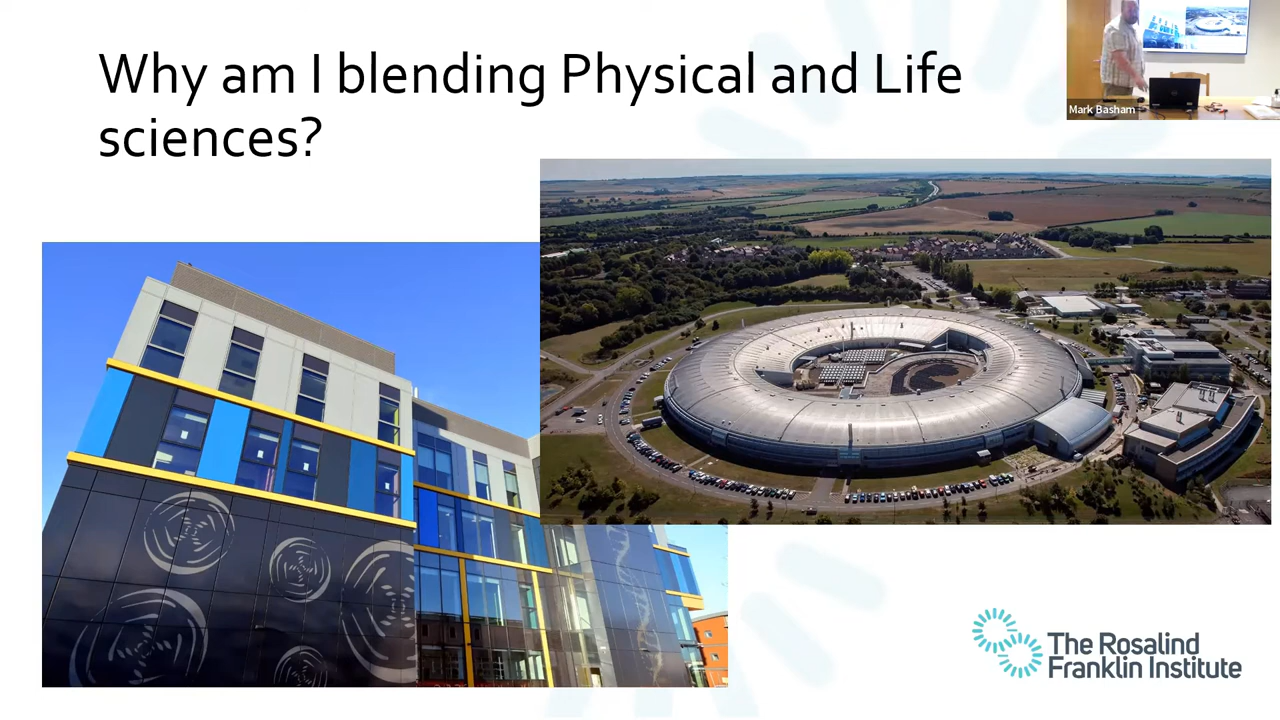 Why am I blending Physical and Life
sciences?
Mark Basham
The Rosalind
Franklin Institute